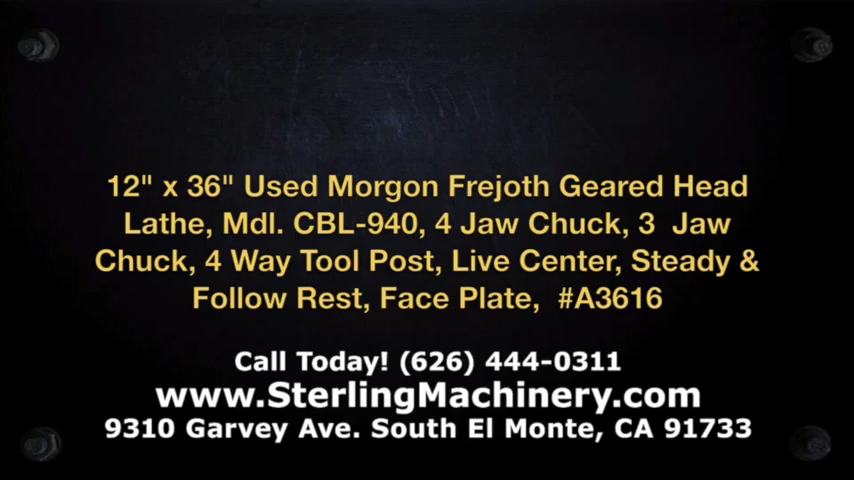 12" x 36" Used Morgon Frejoth Geared Head
Lathe, Mdl. CBL-940, 4 Jaw Chuck, 3  Jaw
Chuck, 4 Way Tool Post, Live Center, Steady &
Follow Rest, Face Plate,  #A3616
Call Today! (626) 444-0311
www.SterlingMachinery.com
9310 Garvey Ave. South El Monte, CA 91733